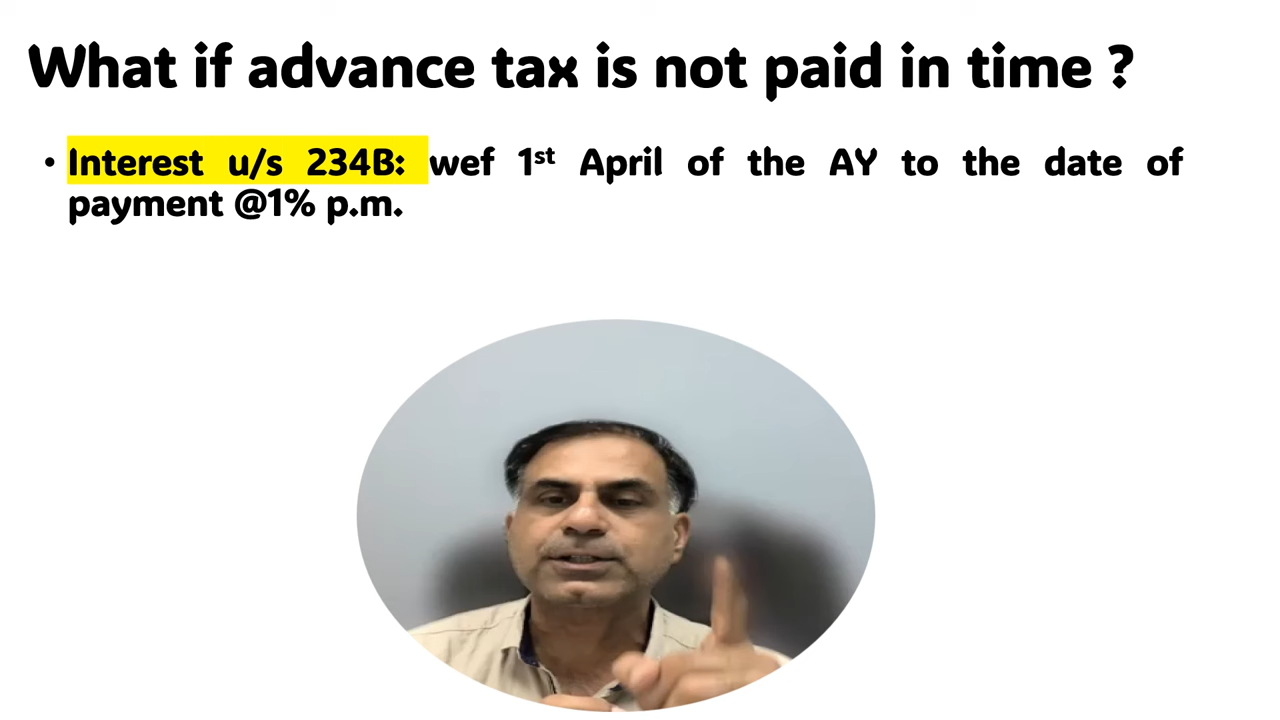 What if advance tax is not paid in time ?
• Interest u/s 234B: wef 1st April of the AY to the date of
payment @1% p.m.